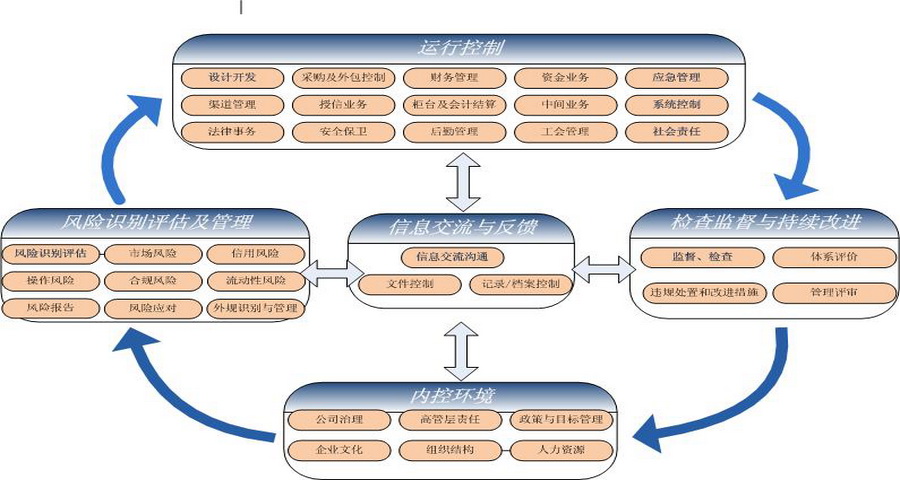 运行控制
设计开发 采购及外包控制 财务管理 资金业务 应急管理
渠道管理 授信业务 柜台及会计结算 中间业务 系统控制
法律事务 安全保卫 后勤管理 工会管理 社会责任
风险识别评估及管理
风险识别评估 市场风险 信用风险
操作风险 合规风险 流动性风险
风险报告 风险应对 外规识别与管理
信息交流与反馈
信息交流沟通
文件控制 记录/档案控制
检查监督与持续改进
监督、检查 体系评价
违规处置和改进措施 管理评审
内控环境
公司治理 高管层责任 政策与目标管理
企业文化 组织结构 人力资源